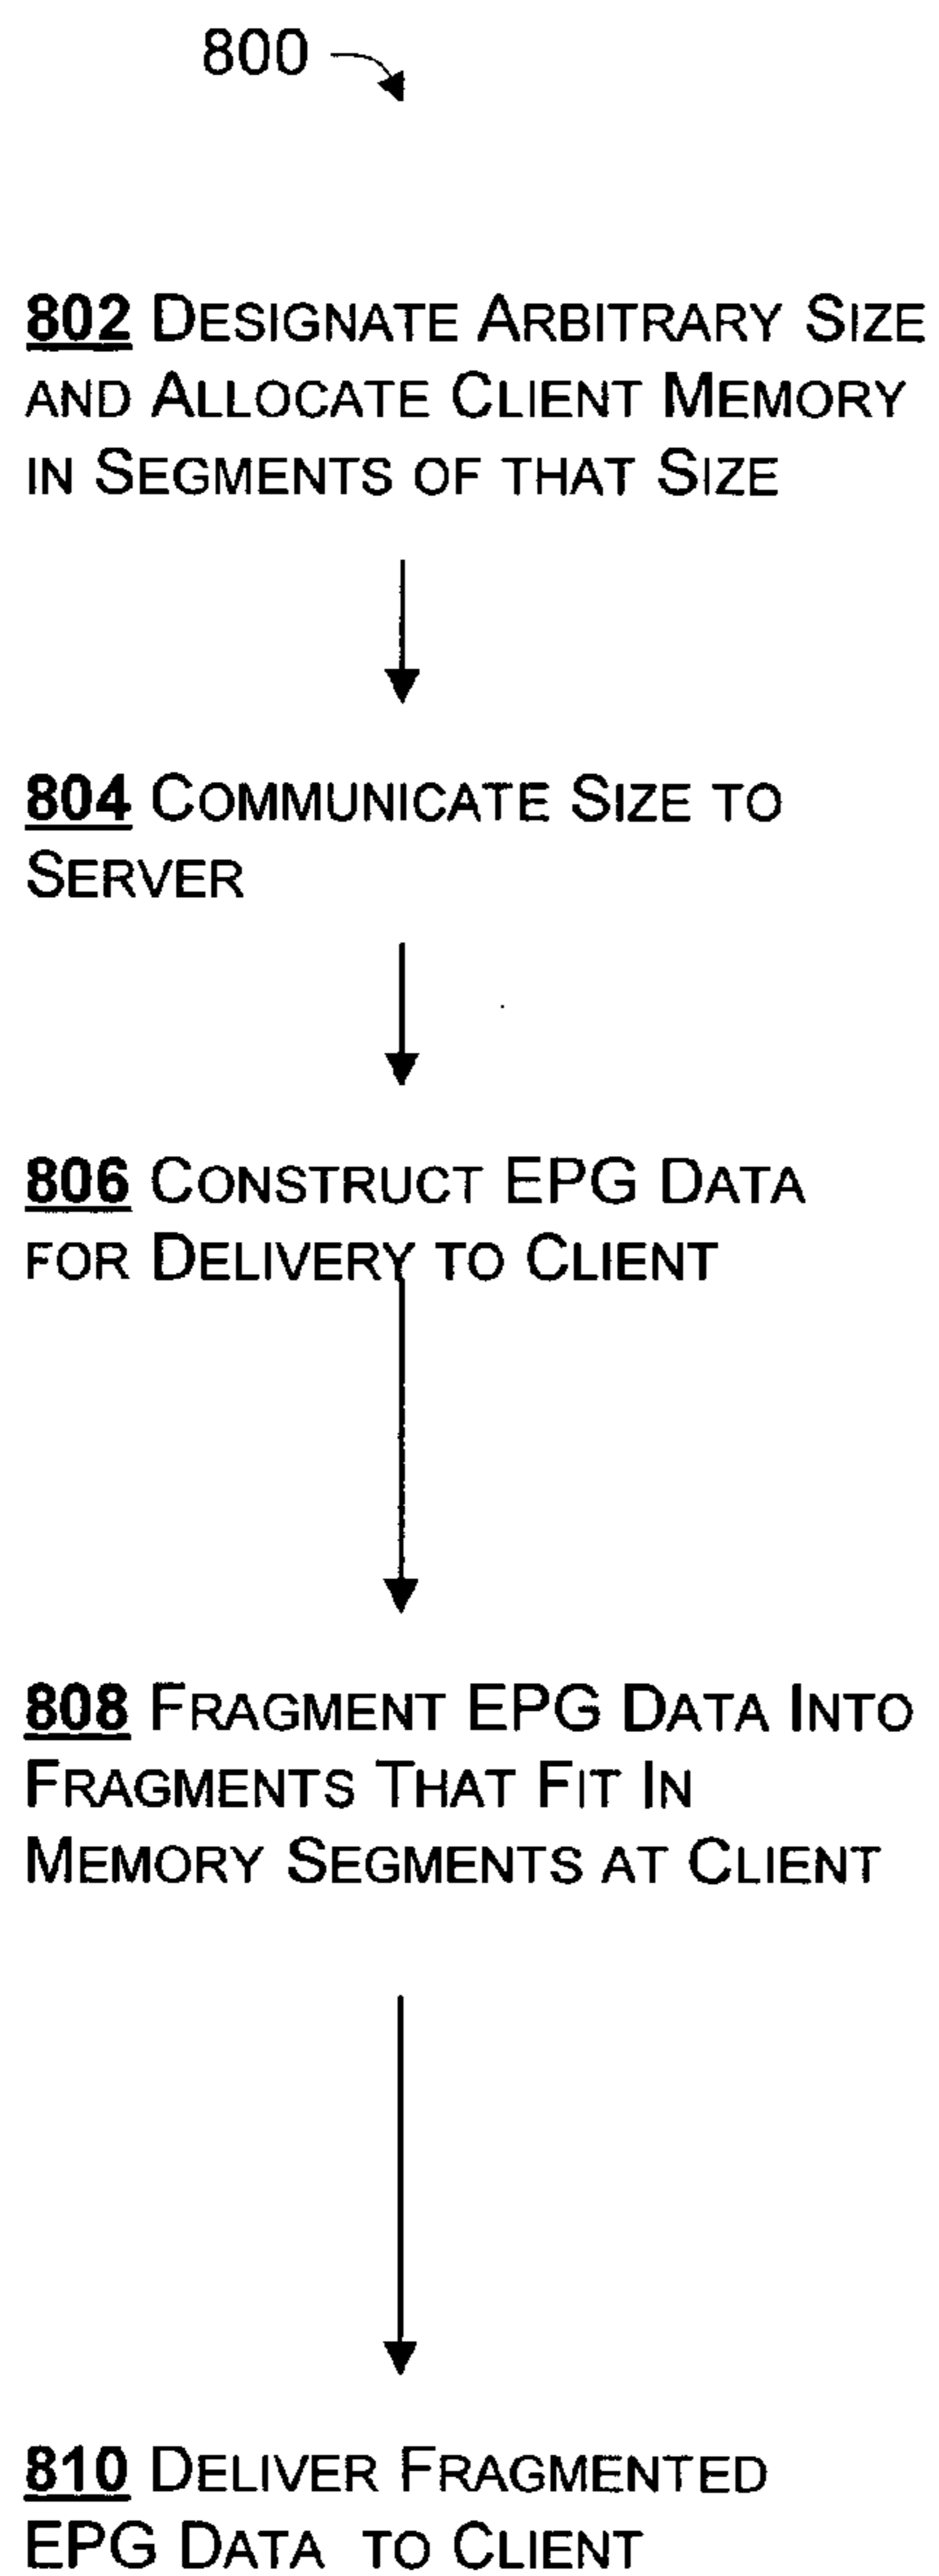 800
802 DESIGNATE ARBITRARY SIZE
AND ALLOCATE CLIENT MEMORY
IN SEGMENTS OF THAT SIZE
804 COMMUNICATE SIZE TO
SERVER
806 CONSTRUCT EPG DATA
FOR DELIVERY TO CLIENT
808 FRAGMENT EPG DATA INTO
FRAGMENTS THAT FIT IN
MEMORY SEGMENTS AT CLIENT
810 DELIVER FRAGMENTED
EPG DATA TO CLIENT